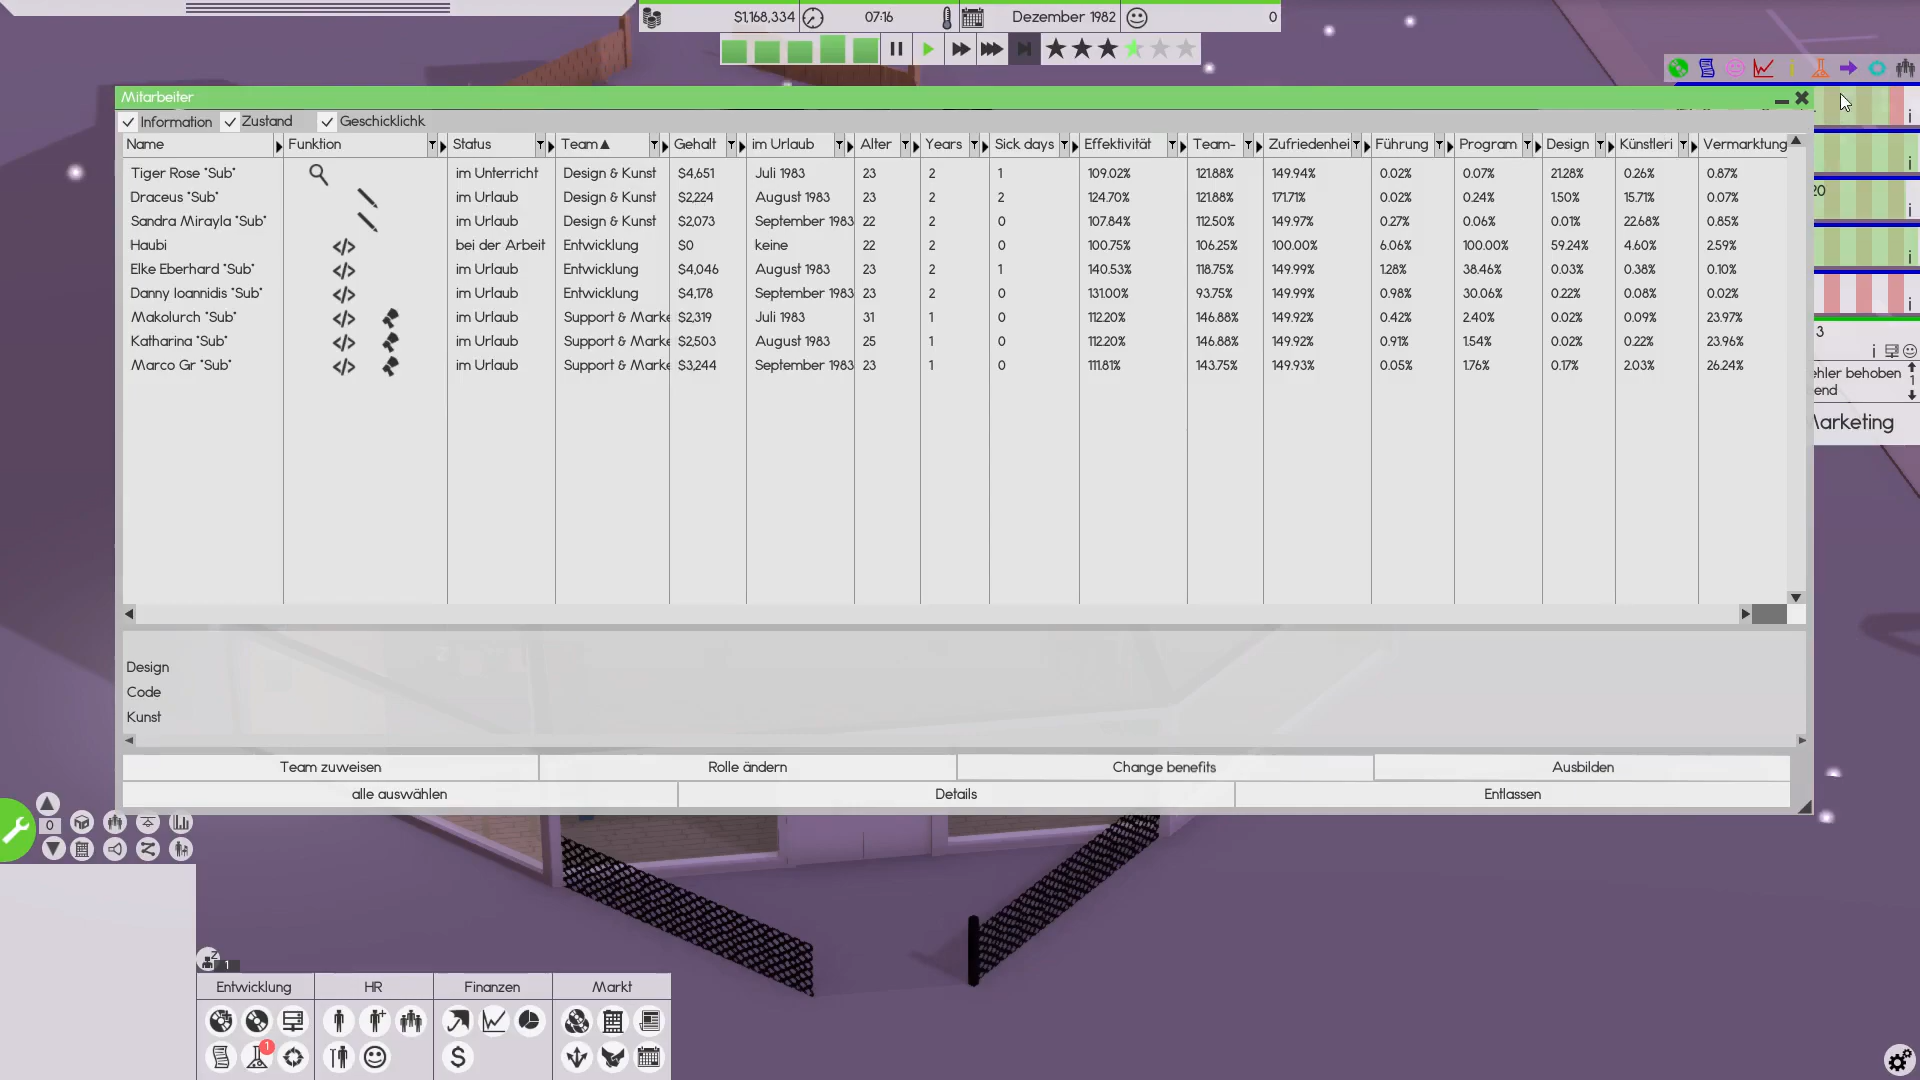 $1,168,334 07:16 Dezember 1982 0
Mitarbeiter
Information Zustand Geschicklichk
Name Funktion Status Team▲ Gehalt im Urlaub Alter Years Sick days Effektivität Team- Zufriedenhei Führung Program Design Künstleri Vermarktung
Tiger Rose "Sub" im Unterricht Design & Kunst $4,651 Juli 1983 23 2 1 109.02% 121.88% 149.94% 0.02% 0.07% 21.28% 0.26% 0.87%
Draceus "Sub" im Urlaub Design & Kunst $2,224 August 1983 23 2 2 124.70% 121.88% 171.71% 0.02% 0.24% 1.50% 15.71% 0.07%
Sandra Mirayla "Sub" im Urlaub Design & Kunst $2,073 September 1983 22 2 0 107.84% 112.50% 149.97% 0.27% 0.06% 0.01% 22.68% 0.85%
Haubi </> bei der Arbeit Entwicklung $0 keine 22 2 0 100.75% 106.25% 100.00% 6.06% 100.00% 59.24% 4.60% 2.59%
Elke Eberhard "Sub" </> im Urlaub Entwicklung $4,046 August 1983 23 2 1 140.53% 118.75% 149.99% 1.28% 38.46% 0.03% 0.38% 0.10%
Danny Ioannidis "Sub" </> im Urlaub Entwicklung $4,178 September 1983 23 2 0 131.00% 93.75% 149.99% 0.98% 30.06% 0.22% 0.08% 0.02%
Makolurch "Sub" </> im Urlaub Support & Marke $2,319 Juli 1983 31 1 0 112.20% 146.88% 149.92% 0.42% 2.40% 0.02% 0.09% 23.97%
Katharina "Sub" </> im Urlaub Support & Marke $2,503 August 1983 25 1 0 112.20% 146.88% 149.92% 0.91% 1.54% 0.02% 0.22% 23.96%
Marco Gr "Sub" </> im Urlaub Support & Marke $3,244 September 1983 23 1 0 111.81% 143.75% 149.93% 0.05% 1.76% 0.17% 2.03% 26.24%
20
3
ehler behoben
end
1
Marketing
Design
Code
Kunst
Team zuweisen Rolle ändern Change benefits Ausbilden
alle auswählen Details Entlassen
0
1
Entwicklung HR Finanzen Markt
1